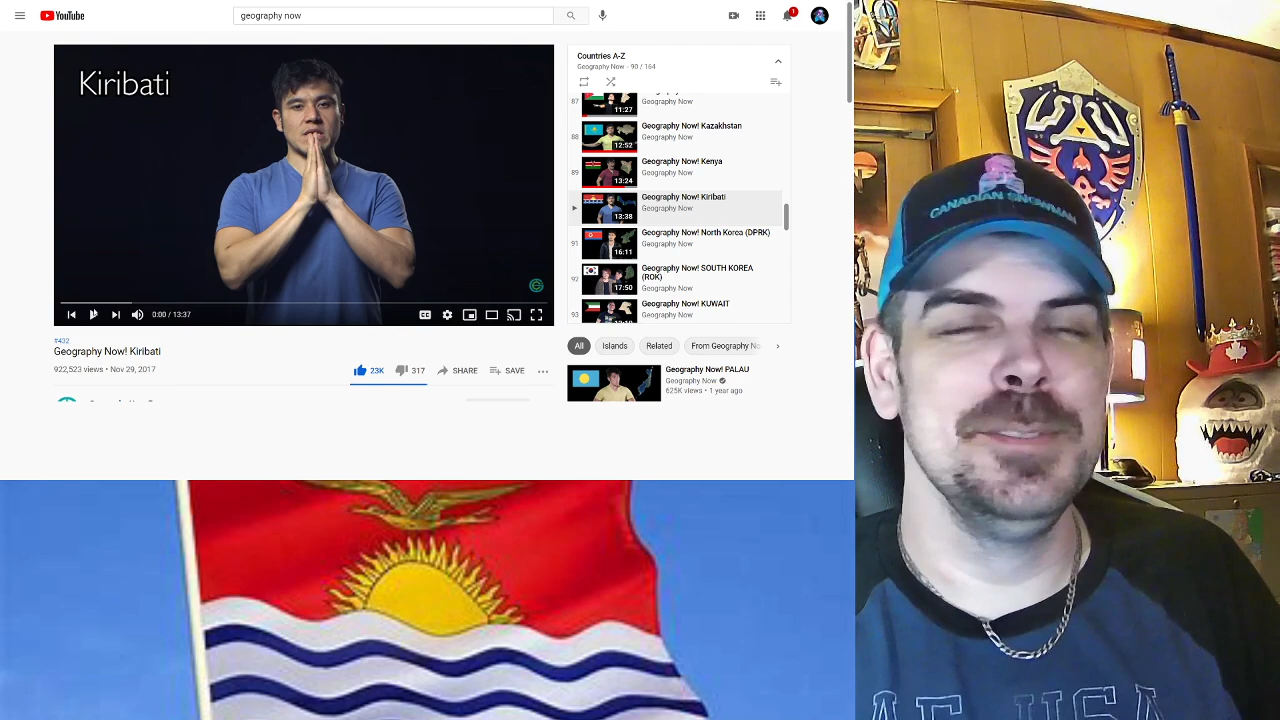 YouTube
geography now
1
Kiribati
0:00 / 13:37
CC
Countries A-Z
Geography Now - 90 / 164
87
11:27
Geography Now
88
12:52
Geography Now! Kazakhstan
Geography Now
89
13:24
Geography Now! Kenya
Geography Now
13:38
Geography Now! Kiribati
Geography Now
91
16:11
Geography Now! North Korea (DPRK)
Geography Now
92
17:50
Geography Now! SOUTH KOREA
(ROK)
Geography Now
93
Geography Now! KUWAIT
Geography Now
#432
Geography Now! Kiribati
922,523 views • Nov 29, 2017
23K
317
SHARE
SAVE
All
Islands
Related
From Geography No
Geography Now! PALAU
Geography Now
625K views • 1 year ago
CANADIAN SNOWMAN